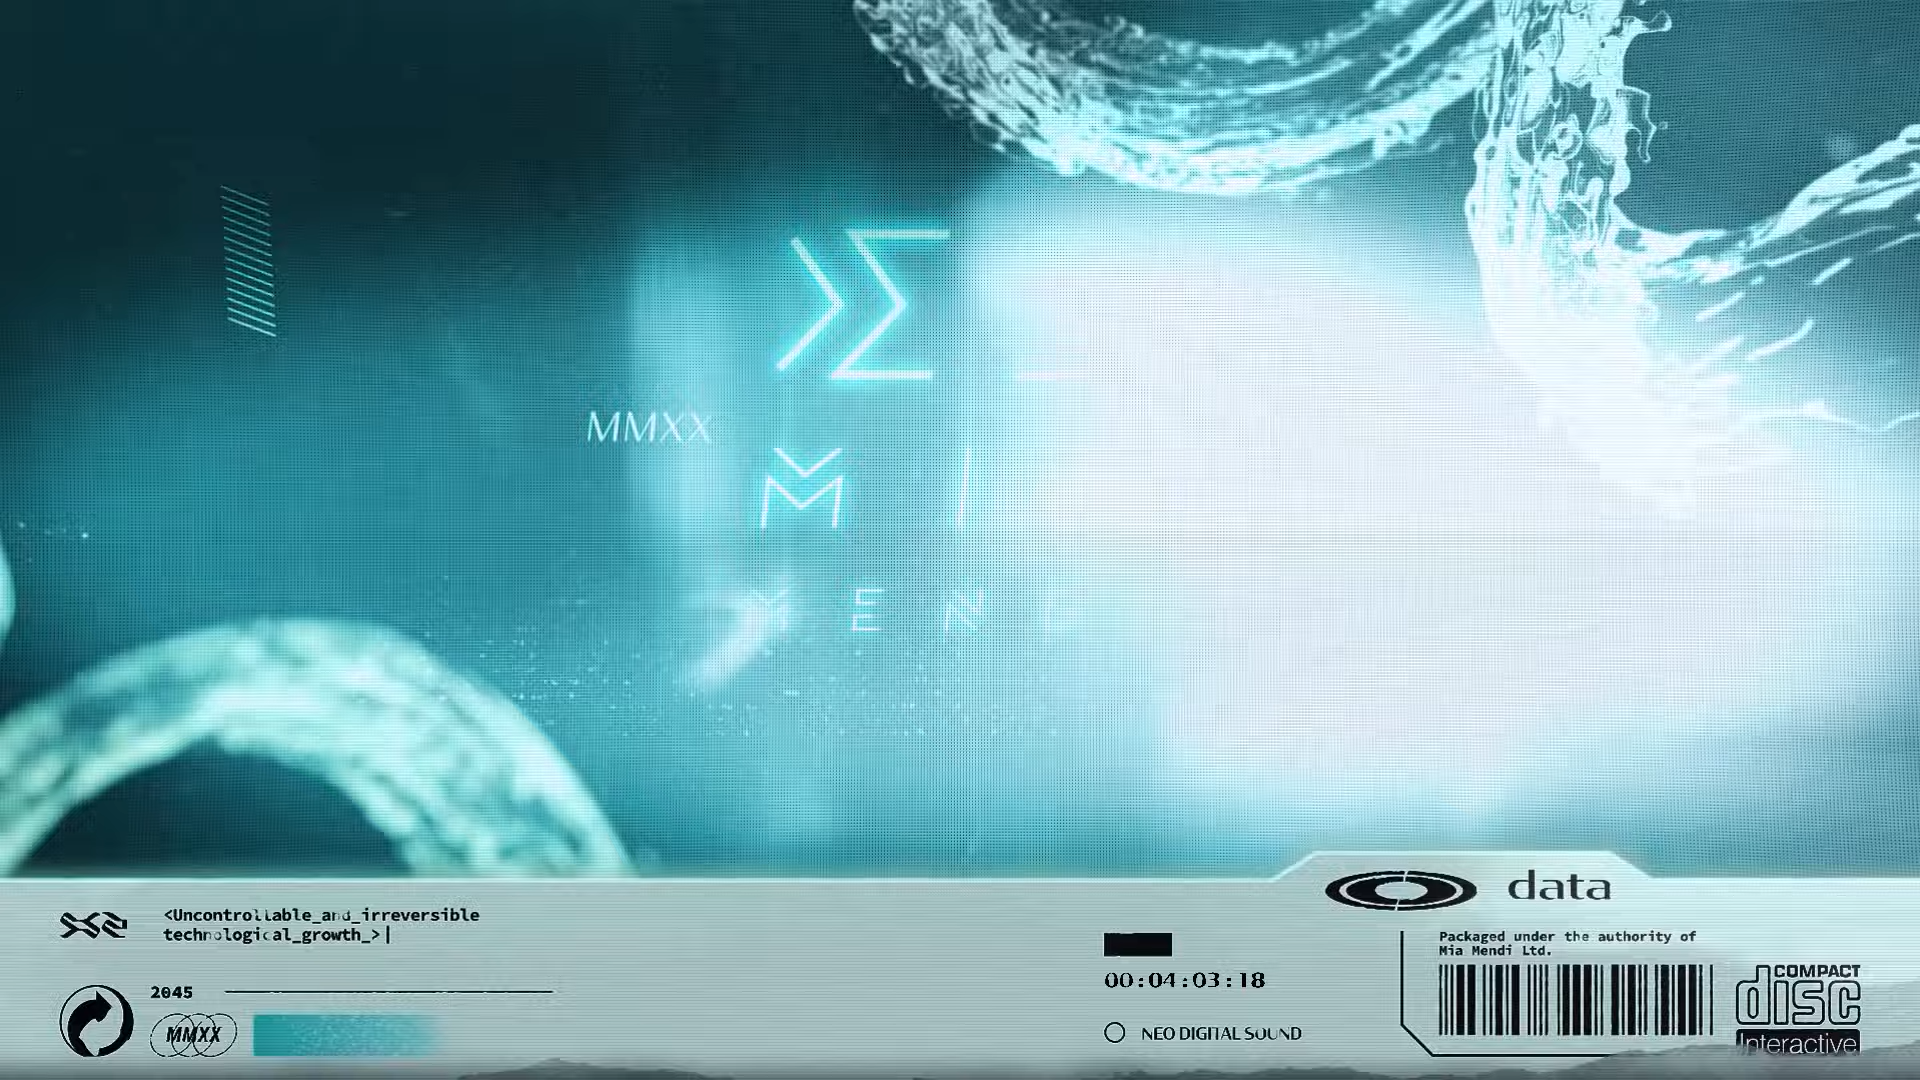 MMXX
M I
M E N
data
<Uncontrollable_and_irreversible
technological_growth_>|
Packaged under the authority of
Mia Mendi Ltd.
00:04:03:18
2045
MMXX
NEO DIGITAL SOUND
COMPACT
disc
Interactive